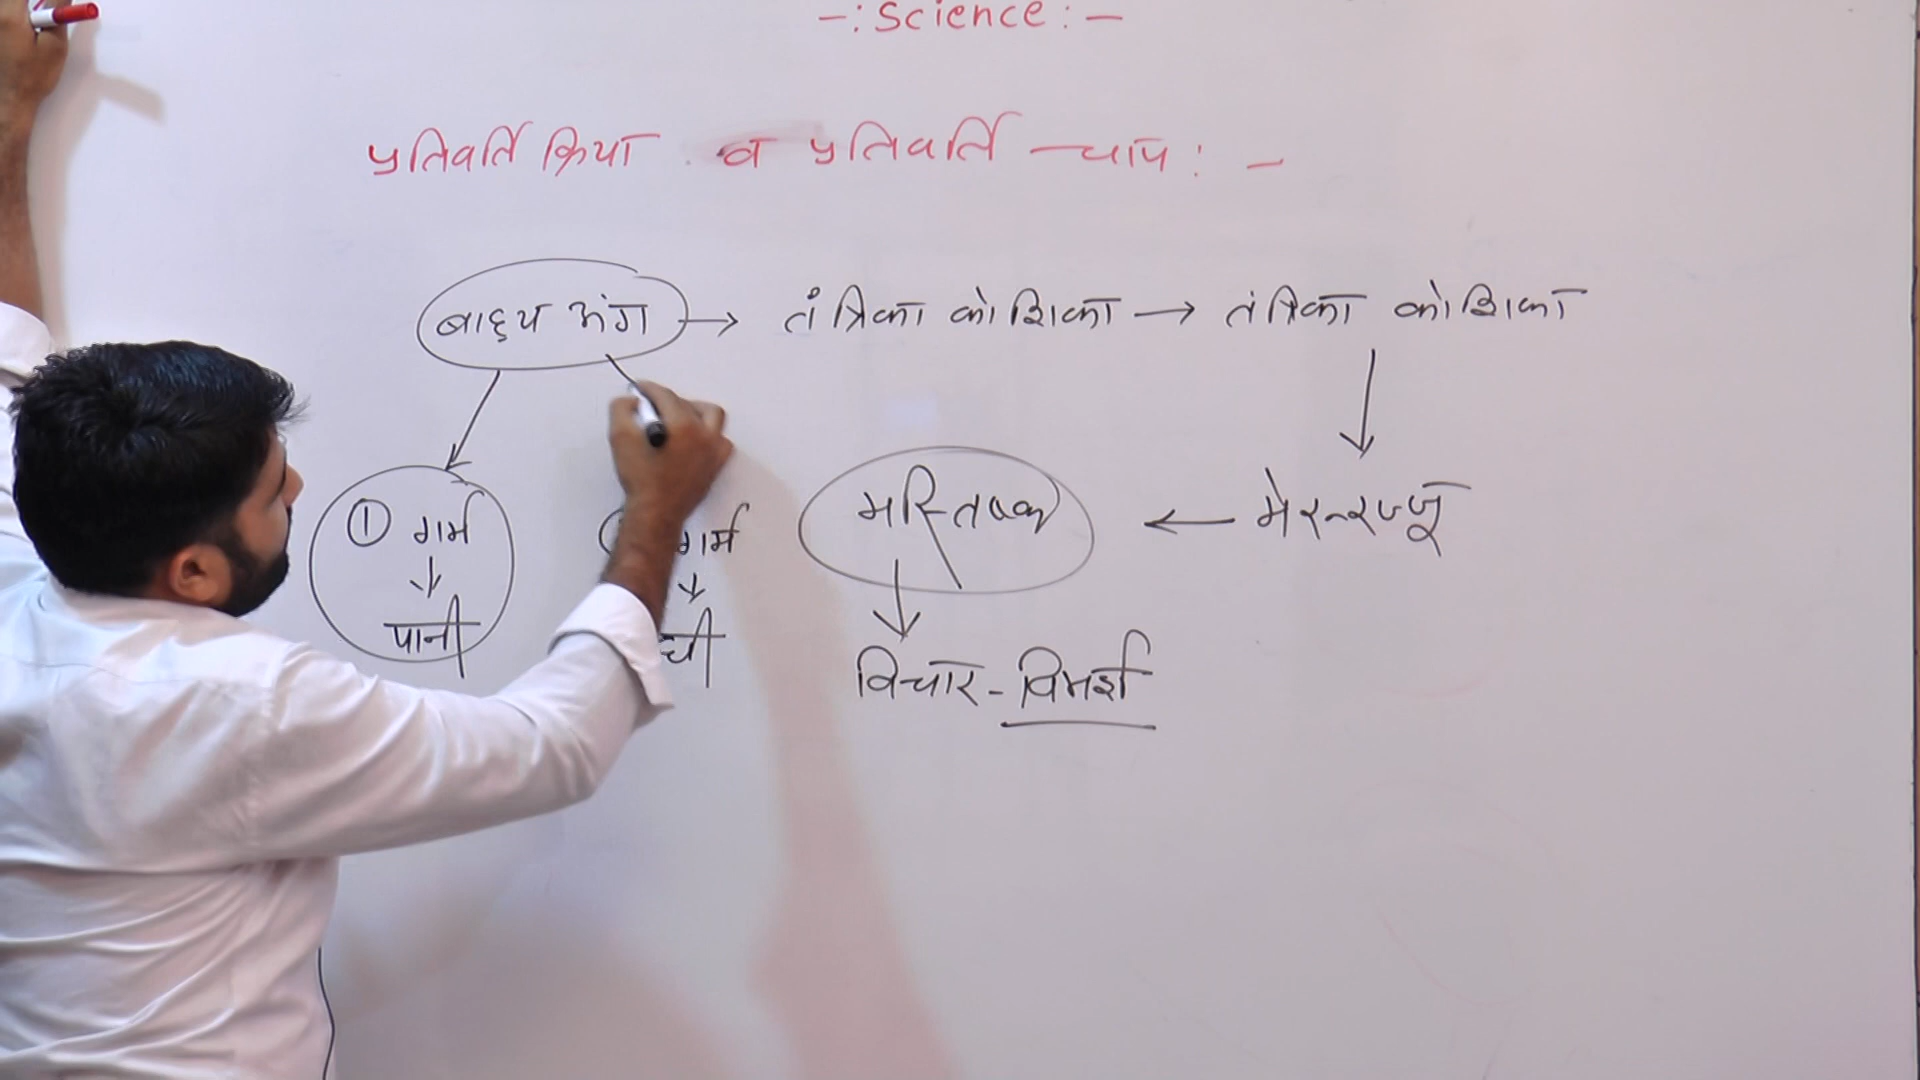 -: Science :-
प्रतिवर्ति क्रिया व प्रतिवर्ति चाप : -
बाह्य अंग → तंत्रिका कोशिका → तंत्रिका कोशिका
↓
① गर्म गर्म मस्तिष्क ← मेरुरज्जू
↓ ↓ ↓
पानी घी विचार - विमर्श